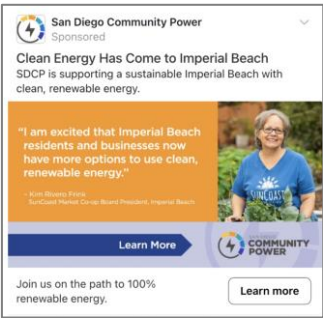 San Diego Community Power
Sponsored
Clean Energy Has Come to Imperial Beach
SDCP is supporting a sustainable Imperial Beach with
clean, renewable energy.
"I am excited that Imperial Beach
residents and businesses now
have more options to use clean,
renewable energy."
SunCoast Market Co-op Board President, Imperial Beach
SUNCOAST
Learn More
COMMUNITY
POWER
Join us on the path to 100%
renewable energy.
Learn more